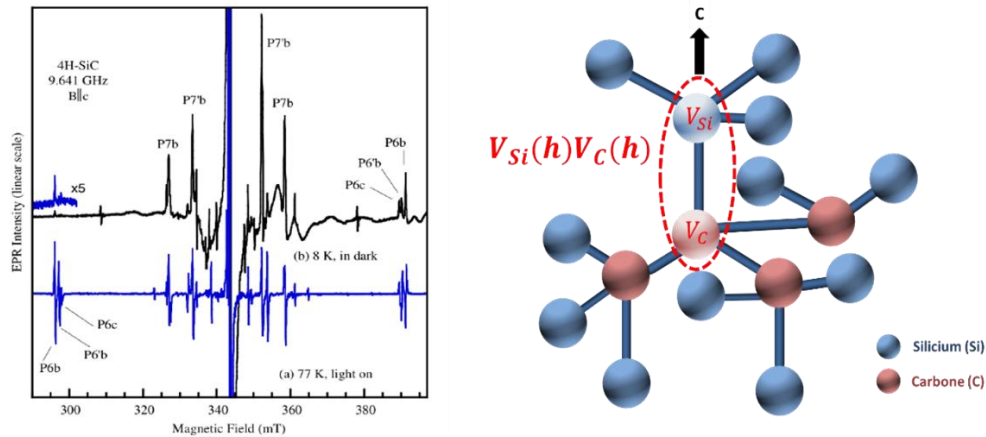 4H-SiC
9.641 GHz
B||c
P7b
P7'b
P7'b
P7b
P6b
P6'b
P6c
x5
(b) 8 K, in dark
P6c
P6'b
P6b
(a) 77 K, light on
EPR Intensity (linear scale)
300 320 340 360 380
Magnetic Field (mT)
C
V_Si
V_Si(h)V_C(h)
V_C
Silicium (Si)
Carbone (C)